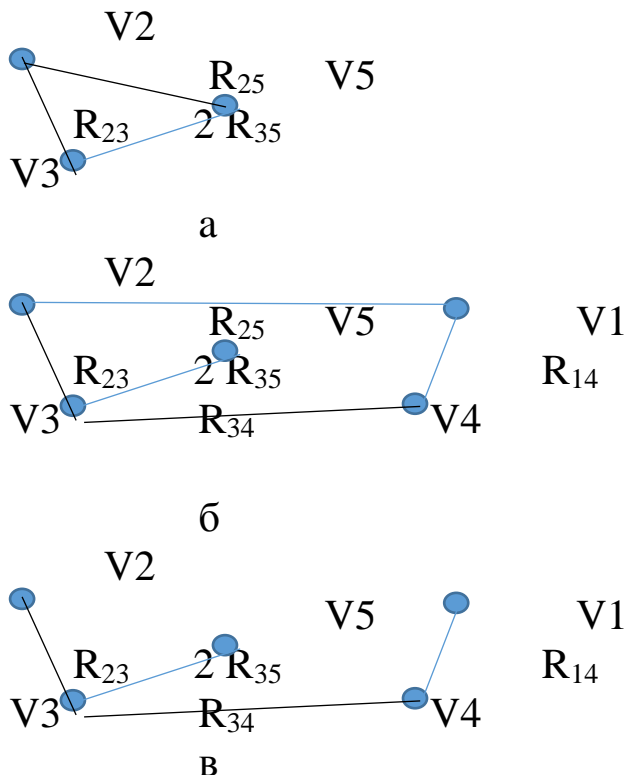 V2
R25 V5
R23 2 R35
V3
а
V2
R25 V5 V1
R23 2 R35 R14
V3 R34 V4
б
V2
V5 V1
R23 2 R35 R14
V3 R34 V4
в